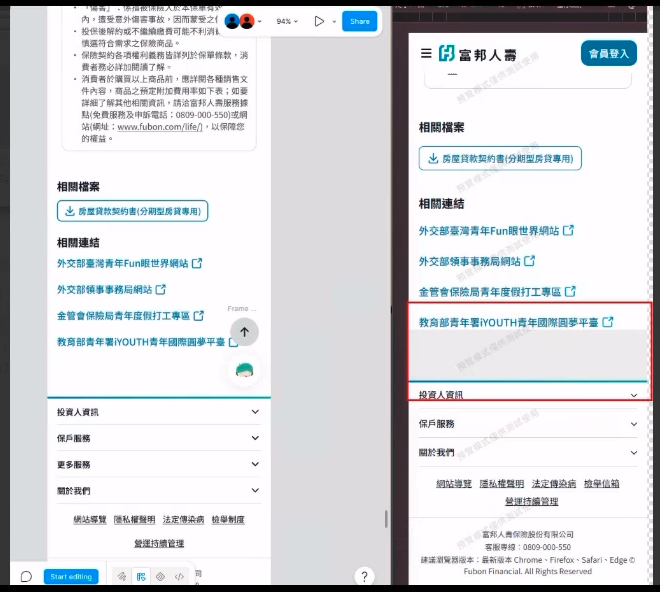 「傷害」：係指被保險人於本保單有效
內，遭受意外傷害事故，因而蒙受之
投保後解約或不繼續繳費可能不利消
慎選符合需求之保險商品。
保險契約各項權利義務皆詳列於保單條款，消
費者務必詳加閱讀了解。
消費者於購買以上商品前，應詳閱各種銷售文
件內容，商品之預定附加費用率如下表；如要
詳細了解其他相關資訊，請洽富邦人壽服務據
點(免費服務及申訴電話：0809-000-550)或網
站(網址：www.fubon.com/life/)，以保障您
的權益。
94%
Share
相關檔案
房屋貸款契約書(分期型房貸專用)
相關連結
外交部臺灣青年Fun眼世界網站
外交部領事事務局網站
金管會保險局青年度假打工專區
教育部青年署iYOUTH青年國際圓夢平臺
Frame ...
投資人資訊
保戶服務
更多服務
關於我們
網站導覽 隱私權聲明 法定傳染病 檢舉制度
營運持續管理
司
Start editing
?
富邦人壽
會員登入
相關檔案
房屋貸款契約書(分期型房貸專用)
相關連結
外交部臺灣青年Fun眼世界網站
外交部領事事務局網站
金管會保險局青年度假打工專區
教育部青年署iYOUTH青年國際圓夢平臺
投資人資訊
保戶服務
關於我們
網站導覽 隱私權聲明 法定傳染病 檢舉信箱
營運持續管理
富邦人壽保險股份有限公司
客服專線：0809-000-550
建議瀏覽器版本：最新版本 Chrome、Firefox、Safari、Edge ©
Fubon Financial. All Rights Reserved